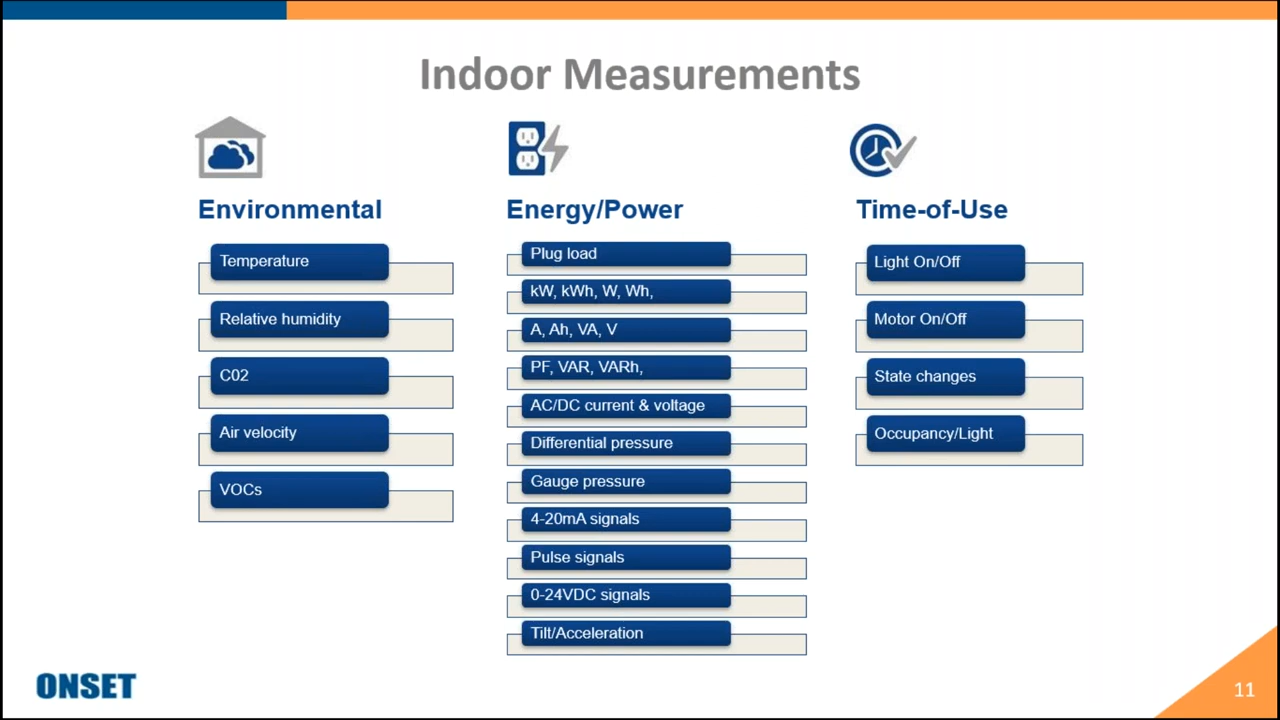 Indoor Measurements
Environmental
Temperature
Relative humidity
C02
Air velocity
VOCs
Energy/Power
Plug load
kW, kWh, W, Wh,
A, Ah, VA, V
PF, VAR, VARh,
AC/DC current & voltage
Differential pressure
Gauge pressure
4-20mA signals
Pulse signals
0-24VDC signals
Tilt/Acceleration
Time-of-Use
Light On/Off
Motor On/Off
State changes
Occupancy/Light
ONSET
11